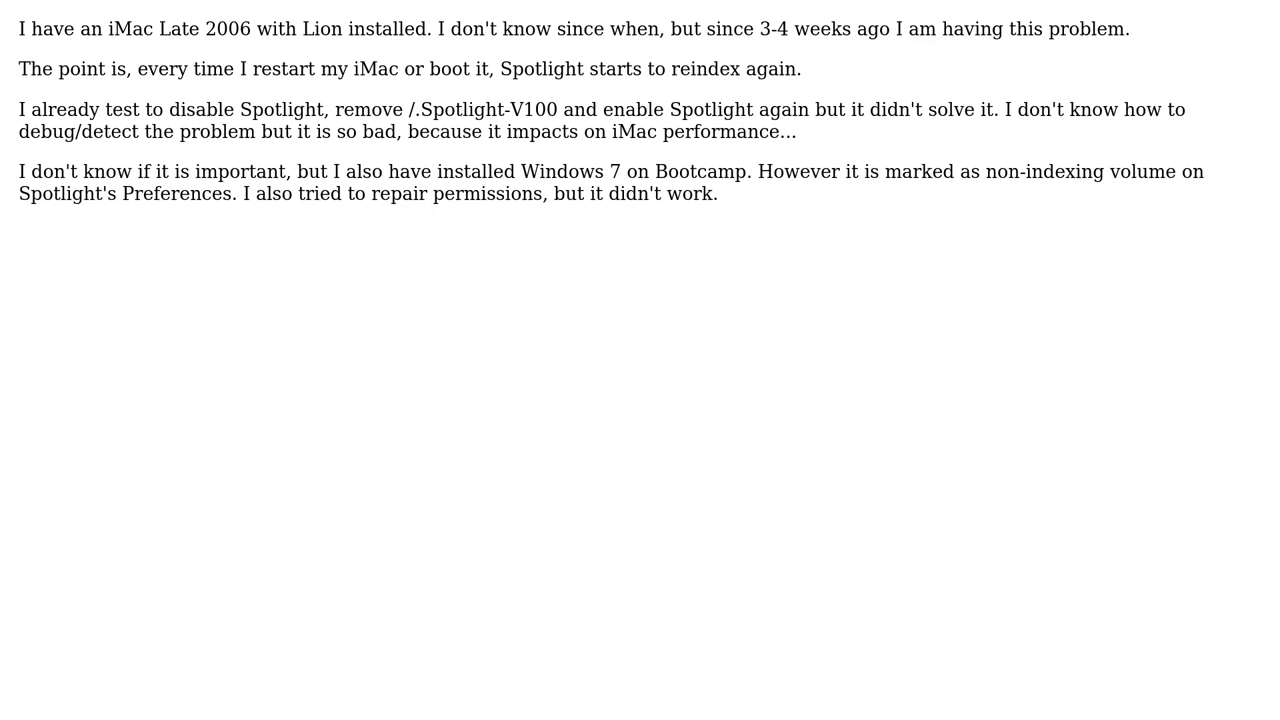 I have an iMac Late 2006 with Lion installed. I don't know since when, but since 3-4 weeks ago I am having this problem.
The point is, every time I restart my iMac or boot it, Spotlight starts to reindex again.
I already test to disable Spotlight, remove /.Spotlight-V100 and enable Spotlight again but it didn't solve it. I don't know how to
debug/detect the problem but it is so bad, because it impacts on iMac performance...
I don't know if it is important, but I also have installed Windows 7 on Bootcamp. However it is marked as non-indexing volume on
Spotlight's Preferences. I also tried to repair permissions, but it didn't work.